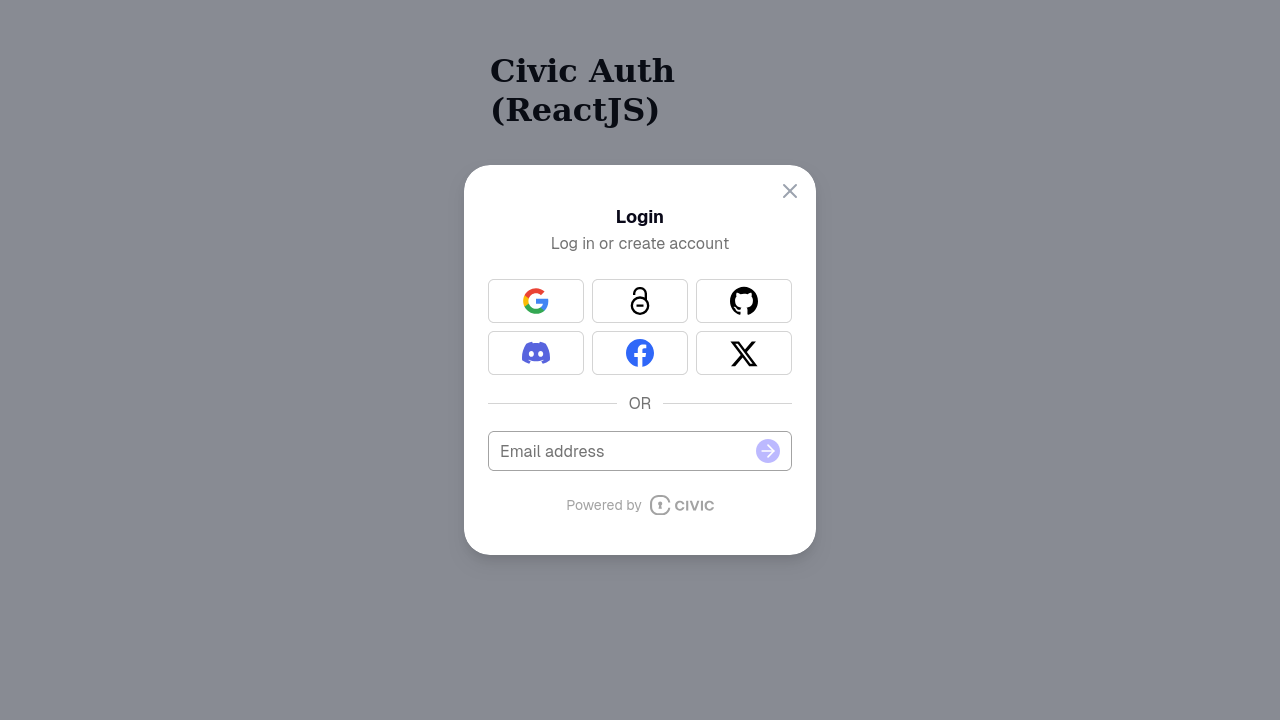 Civic Auth
(ReactJS)
Login
Log in or create account
OR
Email address
Powered by CIVIC